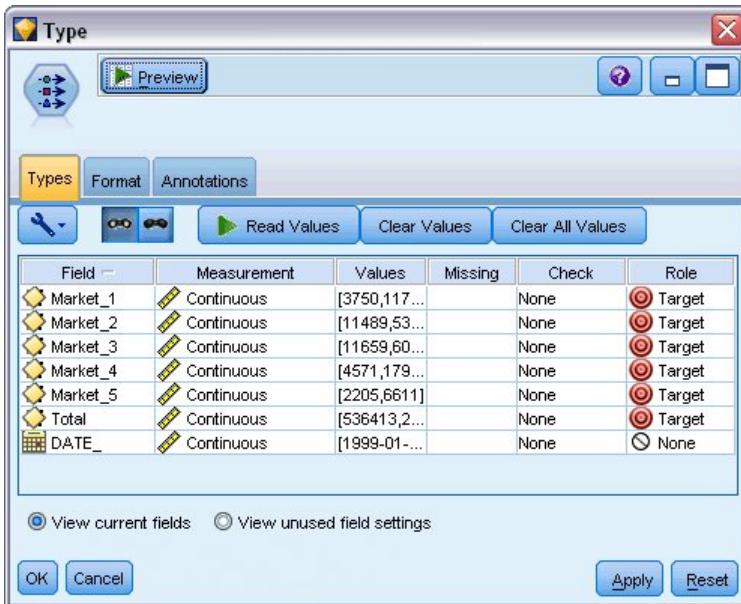 Type
Preview
Types Format Annotations
Read Values Clear Values Clear All Values
Field Measurement Values Missing Check Role
Market_1 Continuous [3750,117... None Target
Market_2 Continuous [11489,53... None Target
Market_3 Continuous [11659,60... None Target
Market_4 Continuous [4571,179... None Target
Market_5 Continuous [2205,6611] None Target
Total Continuous [536413,2... None Target
DATE_ Continuous [1999-01-... None None
View current fields View unused field settings
OK Cancel Apply Reset